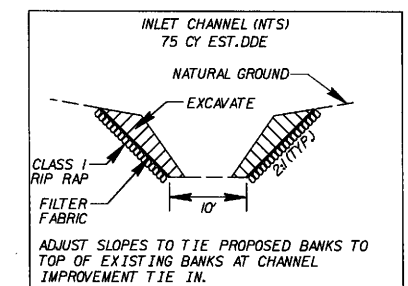 INLET CHANNEL (NTS)
75 CY EST.DDE
NATURAL GROUND
EXCAVATE
CLASS I
RIP RAP
2:1 (TYP.)
FILTER
FABRIC
10'
ADJUST SLOPES TO TIE PROPOSED BANKS TO
TOP OF EXISTING BANKS AT CHANNEL
IMPROVEMENT TIE IN.